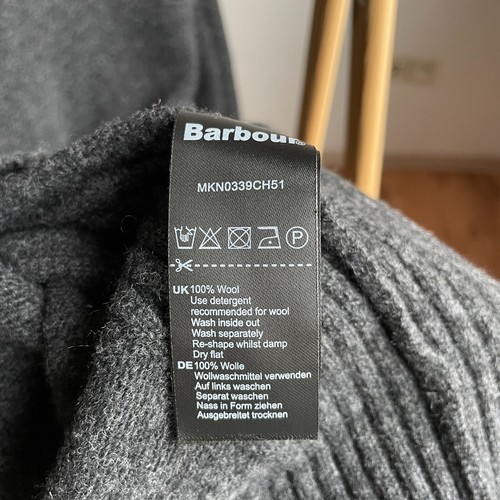 Barbour
MKN0339CH51
P
UK 100% Wool
Use detergent
recommended for wool
Wash inside out
Wash separately
Re-shape whilst damp
Dry flat
DE 100% Wolle
Wollwaschmittel verwenden
Auf links waschen
Separat waschen
Nass in Form ziehen
Ausgebreitet trocknen